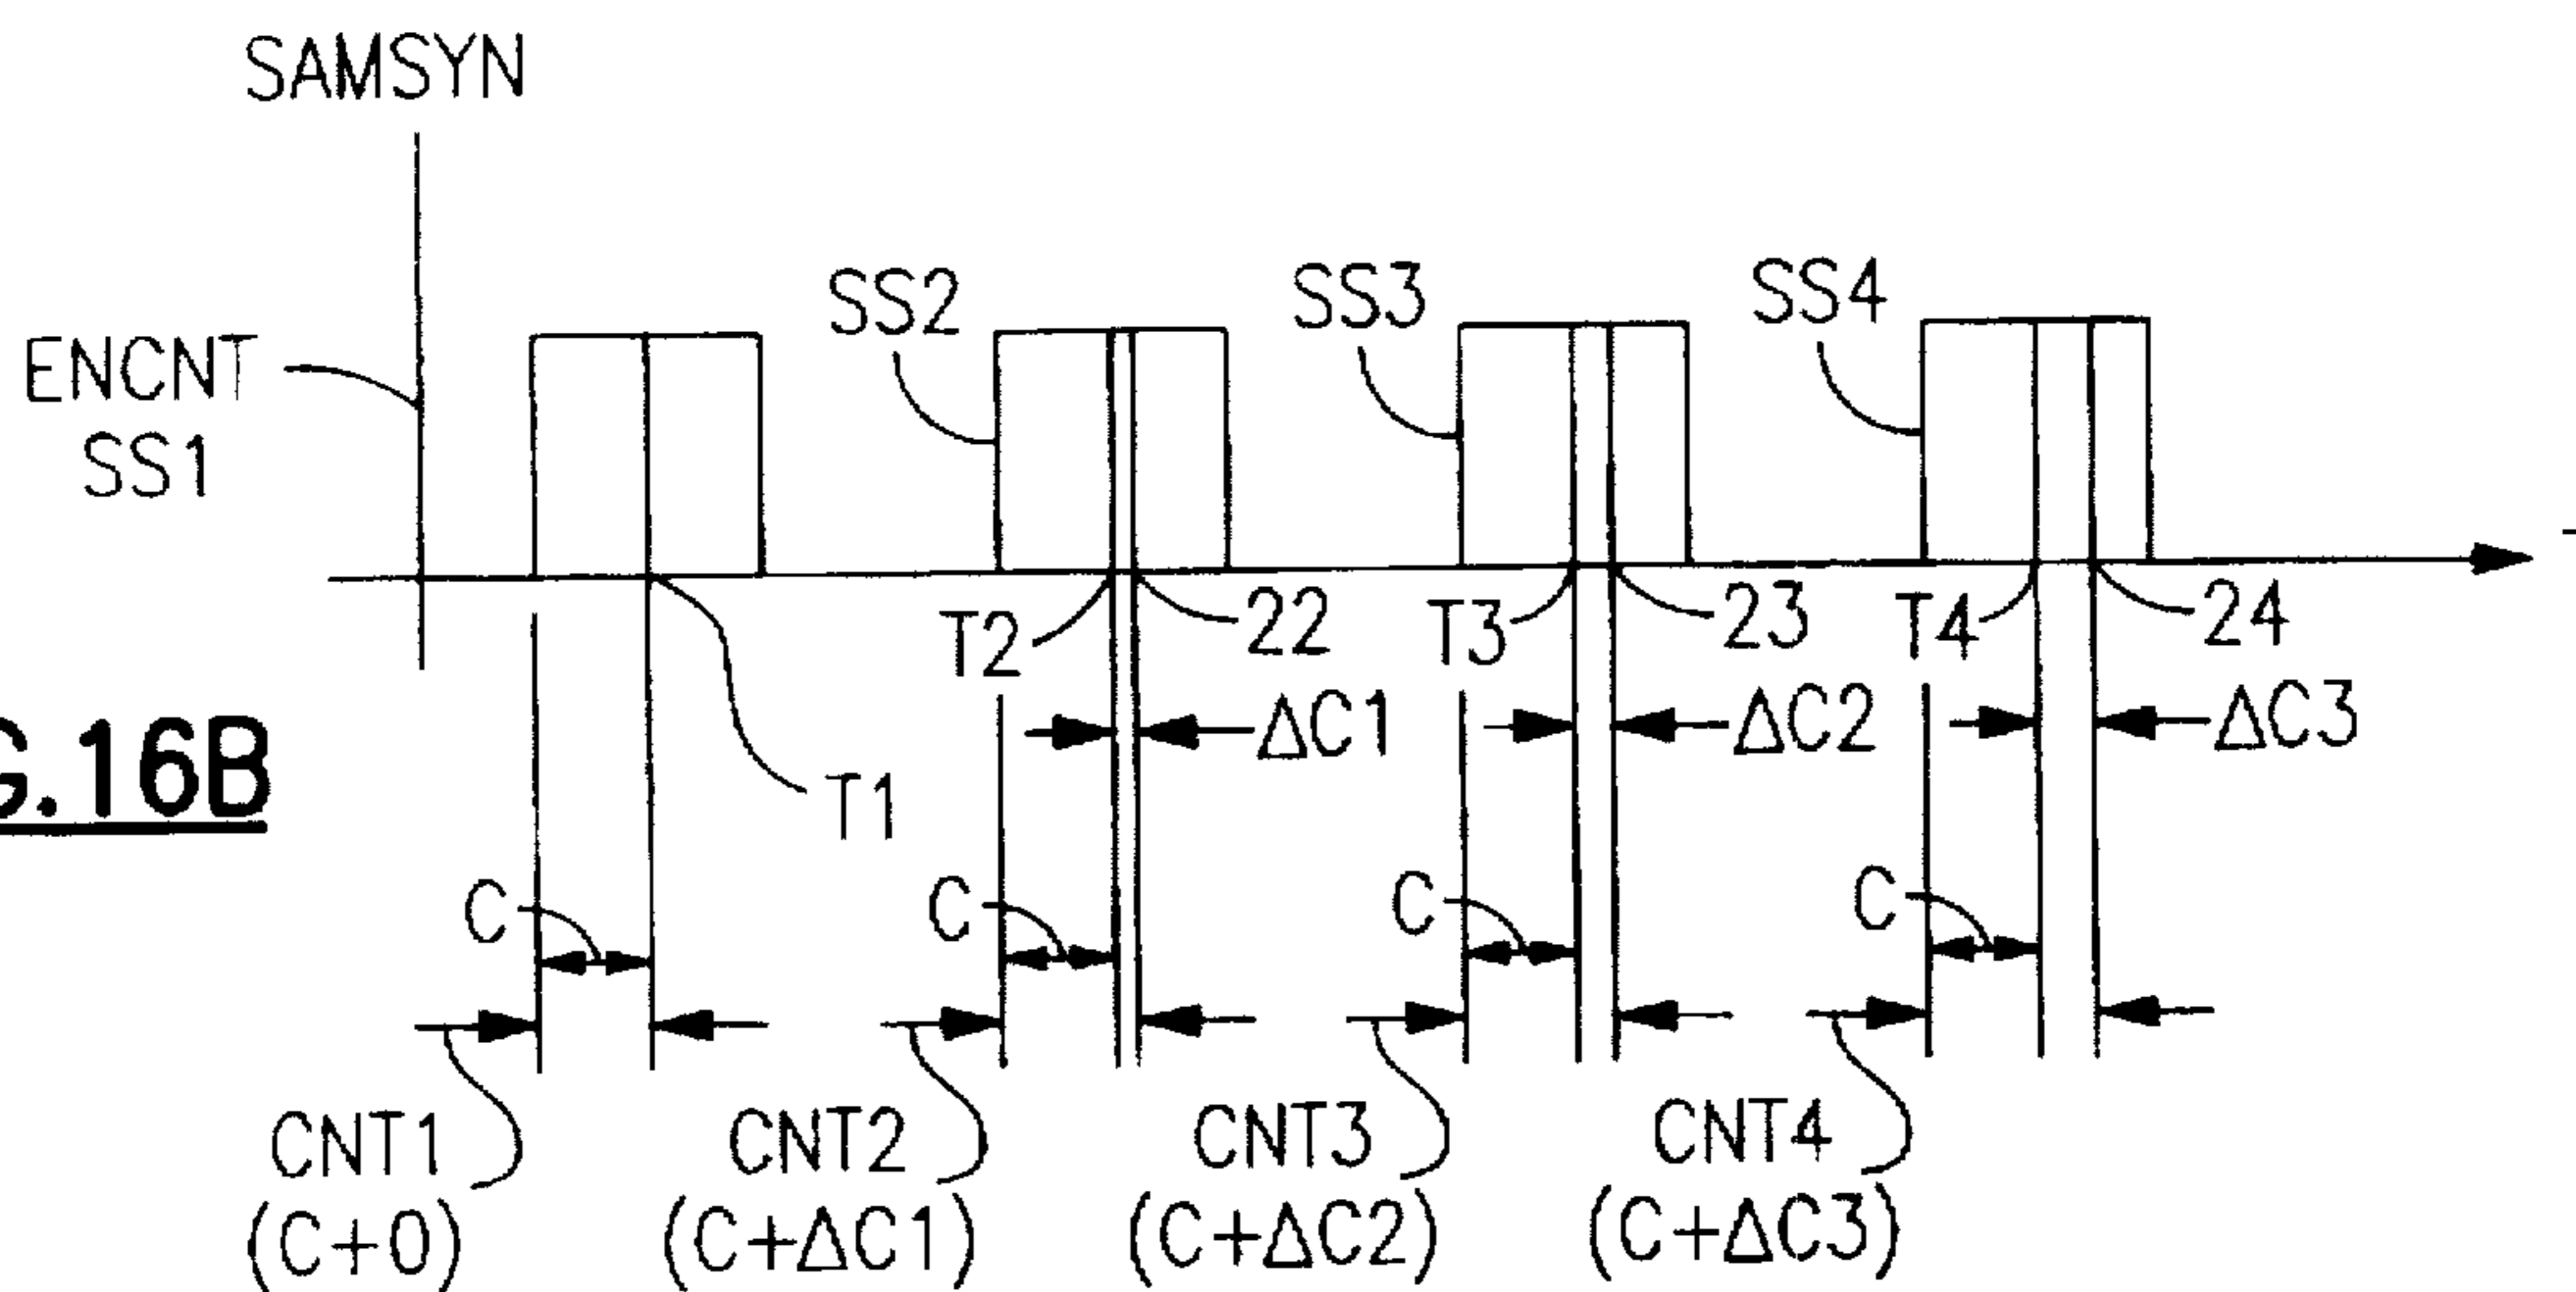 SAMSYN
ENCNT
SS1
SS2
SS3
SS4
T2
22
T3
23
T4
24
ΔC1
ΔC2
ΔC3
G.16B
T1
C
C
C
C
CNT1
(C+0)
CNT2
(C+ΔC1)
CNT3
(C+ΔC2)
CNT4
(C+ΔC3)